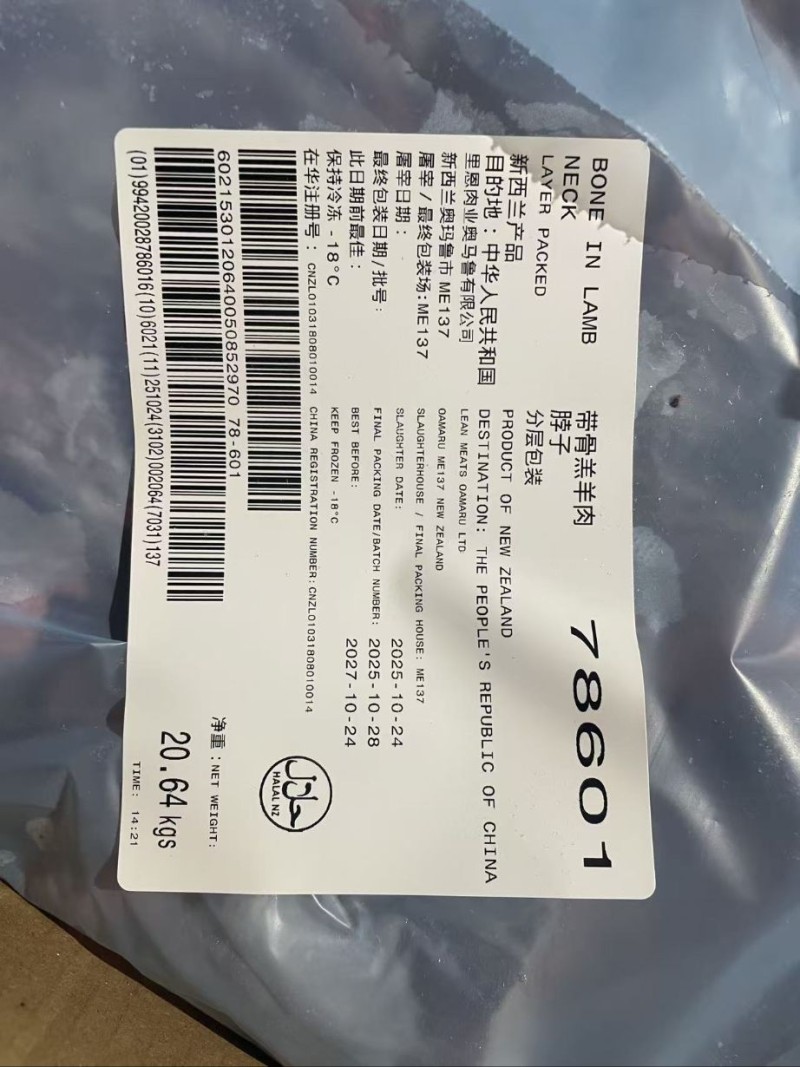 BONE IN LAMB 带骨羔羊肉 78601
NECK 脖子
LAYER PACKED 分层包装
新西兰产品 PRODUCT OF NEW ZEALAND
目的地：中华人民共和国 DESTINATION: THE PEOPLE'S REPUBLIC OF CHINA
里恩肉业奥马鲁有限公司 LEAN MEATS OAMARU LTD
新西兰奥玛鲁市 ME137 OAMARU ME137 NEW ZEALAND
屠宰/最终包装场:ME137 SLAUGHTERHOUSE / FINAL PACKING HOUSE: ME137
屠宰日期： SLAUGHTER DATE: 2025-10-24
最终包装日期/批号: FINAL PACKING DATE/BATCH NUMBER: 2025-10-28
此日期前最佳： BEST BEFORE: 2027-10-24
保持冷冻 -18°C KEEP FROZEN -18°C
在华注册号： CNZL01031808010014 CHINA REGISTRATION NUMBER:CNZL01031808010014
حلال
HALAL NZ
6021530120640050852970 78-601
净重：NET WEIGHT:
20.64 kgs
(01)99420028786016(10)6021(11)251024(3102)002064(7031)137
TIME: 14:21